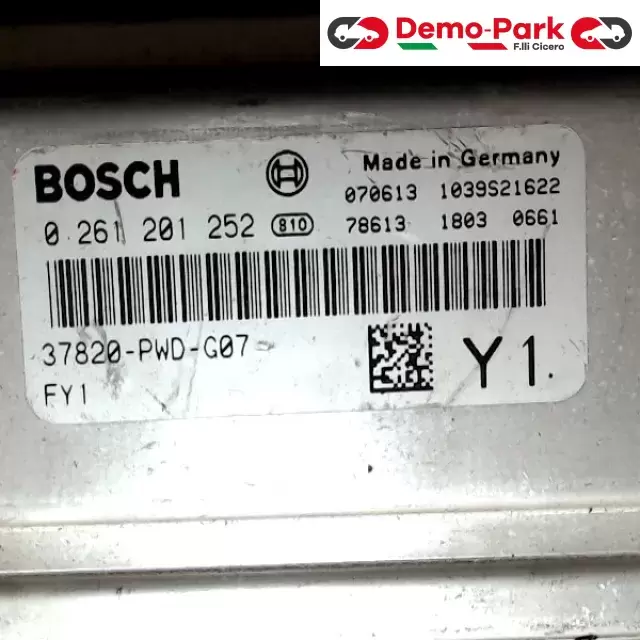 Demo-Park
F.lli Cicero
BOSCH
Made in Germany
070613 1039S21622
0 261 201 252 810 78613 1803 0661
37820-PWD-G07
FY1
Y1.